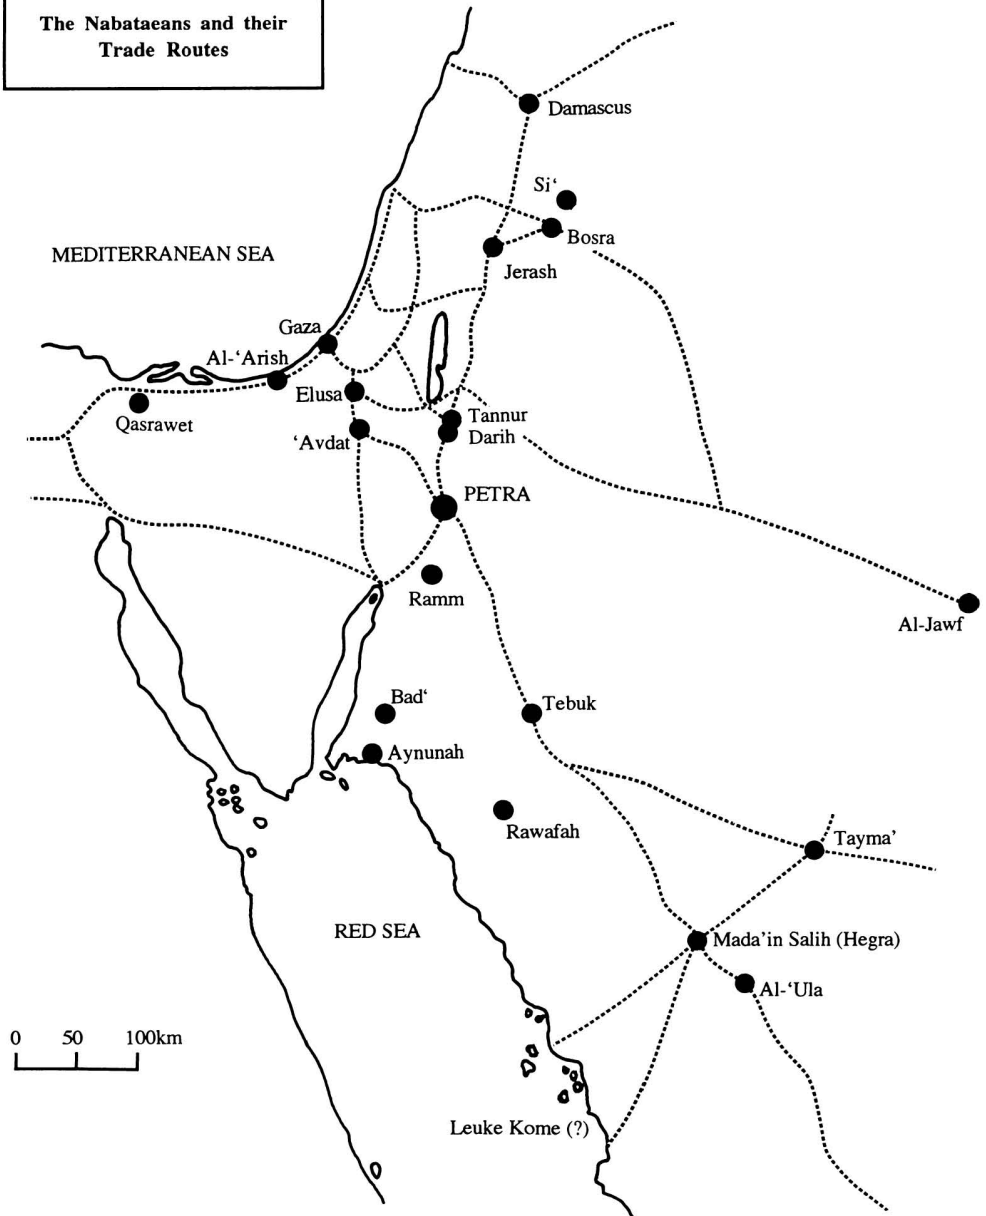 The Nabataeans and their
Trade Routes
Damascus
Si‘
Bosra
MEDITERRANEAN SEA
Jerash
Gaza
Al-‘Arish
Elusa
Qasrawet
Tannur
‘Avdat
Darih
PETRA
Ramm
Al-Jawf
Bad‘
Tebuk
Aynunah
Rawafah
Tayma’
RED SEA
Mada’in Salih (Hegra)
Al-‘Ula
0 50 100km
Leuke Kome (?)